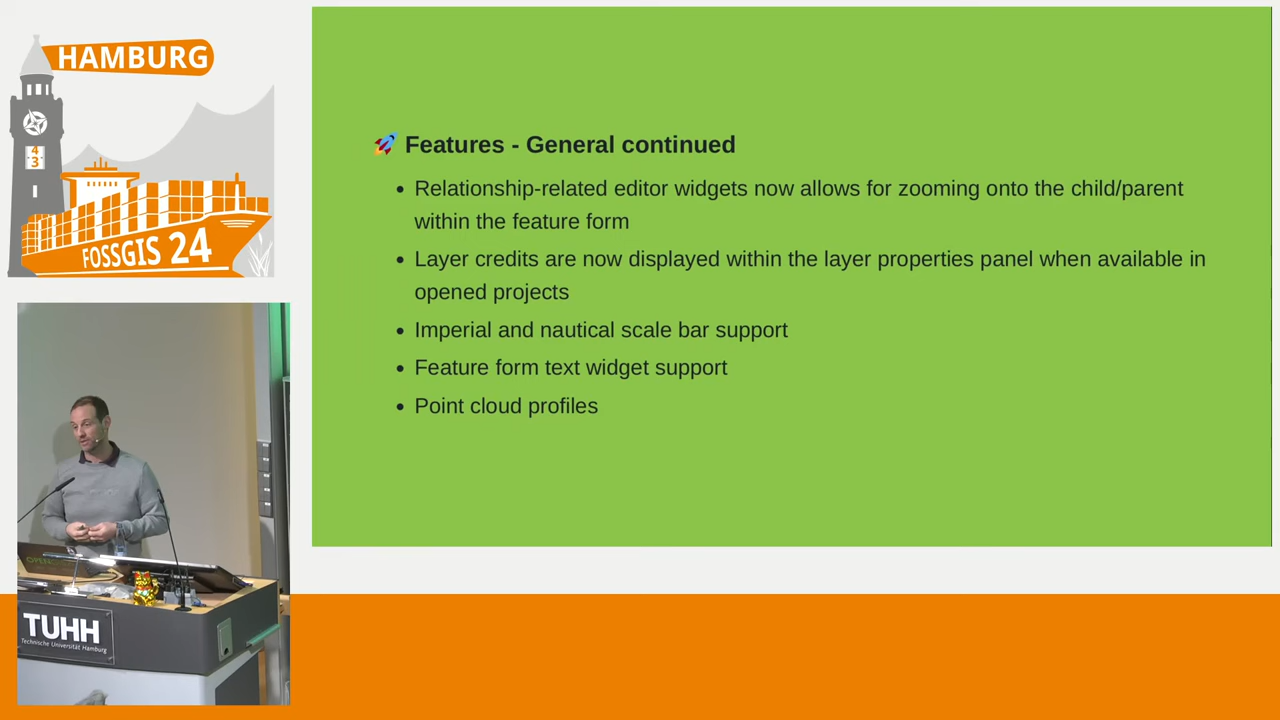 HAMBURG
4
3
FOSSGIS 24
🚀 Features - General continued
• Relationship-related editor widgets now allows for zooming onto the child/parent
within the feature form
• Layer credits are now displayed within the layer properties panel when available in
opened projects
• Imperial and nautical scale bar support
• Feature form text widget support
• Point cloud profiles
TUHH
Technische Universität Hamburg